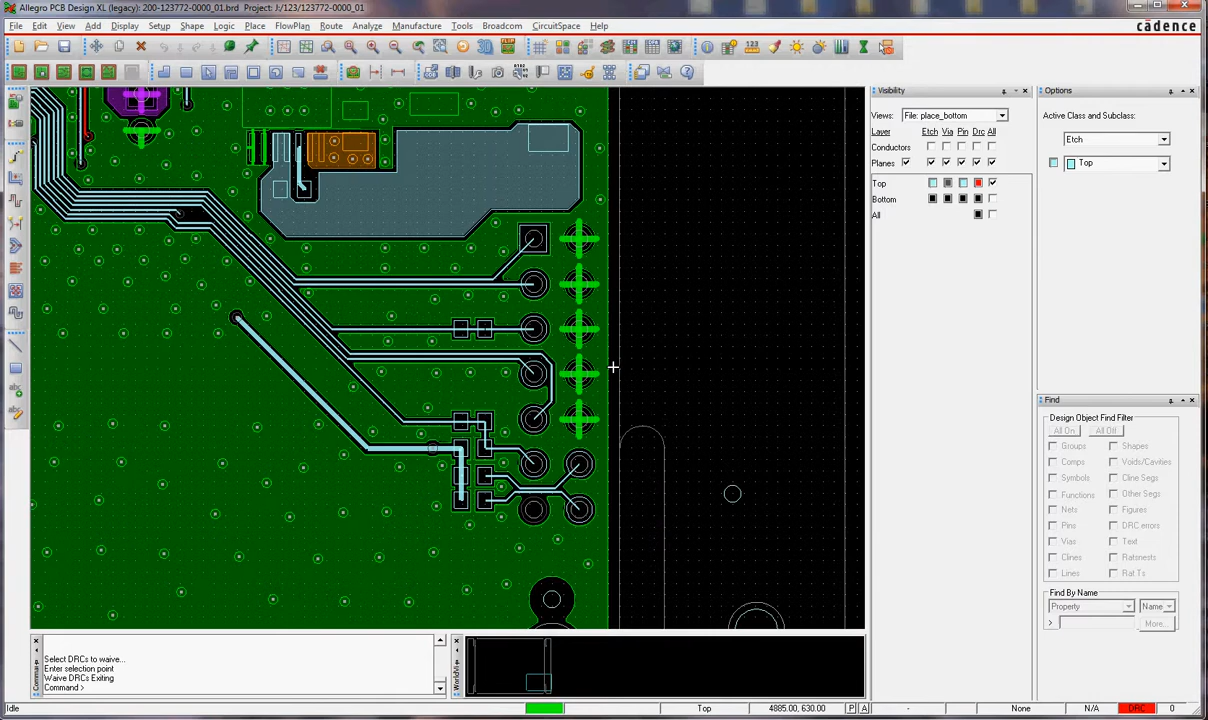 Allegro PCB Design XL (legacy): 200-123772-0000_01.brd  Project: J:/123/123772-0000_01
File Edit View Add Display Setup Shape Logic Place FlowPlan Route Analyze Manufacture Tools Broadcom CircuitSpace Help
cādence
Visibility
Views: File: place_bottom
Layer Etch Via Pin Drc All
Conductors
Planes
Top
Bottom
All
Options
Active Class and Subclass:
Etch
Top
Find
Design Object Find Filter
All On All Off
Groups Shapes
Comps Voids/Cavities
Symbols Cline Segs
Functions Other Segs
Nets Figures
Pins DRC errors
Vias Text
Clines Ratsnests
Lines Rat Ts
Find By Name
Property Name
> More...
Command
Select DRCs to waive...
Enter selection point
Waive DRCs Exiting
Command >
WorldView
Idle Top 4885.00, 630.00 P A - None N/A DRC 0